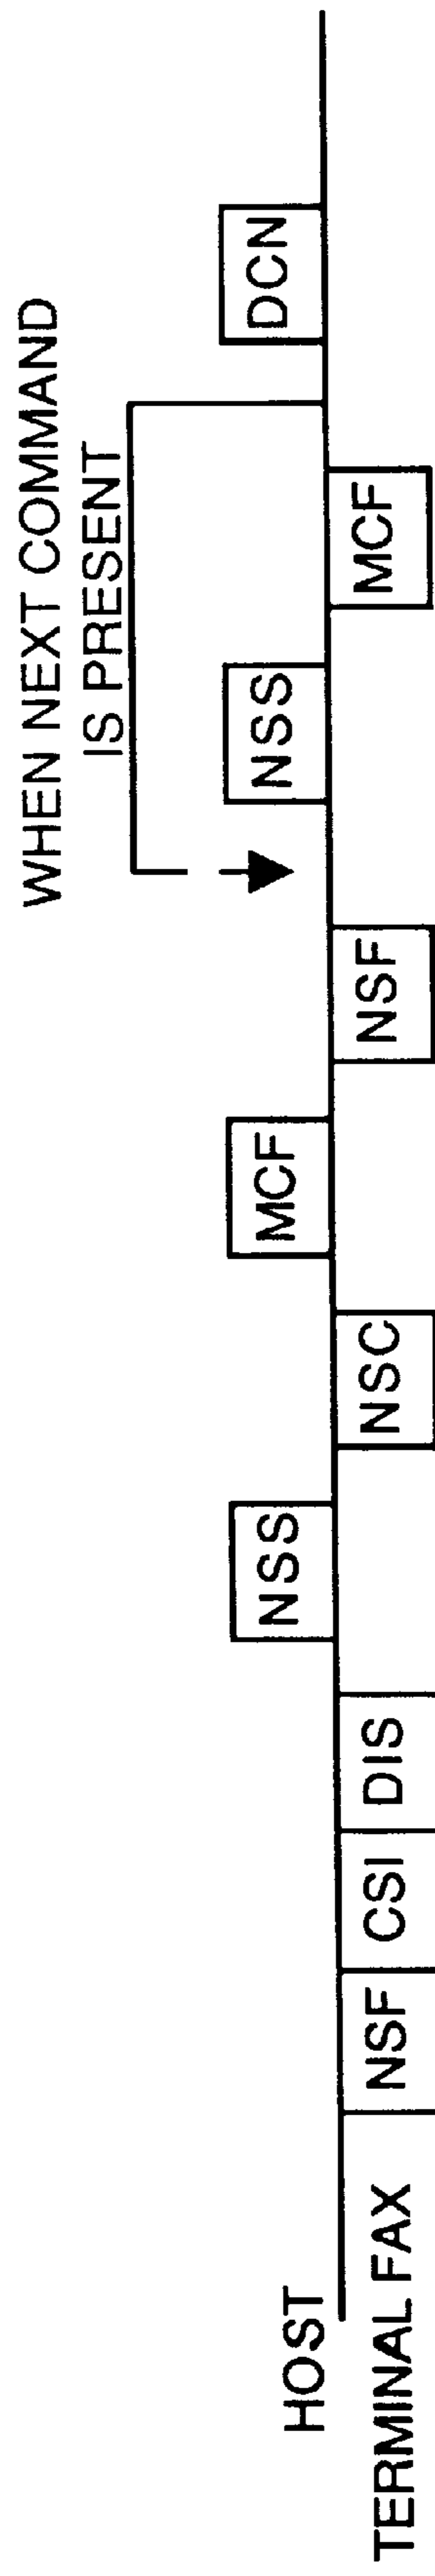 WHEN NEXT COMMAND
IS PRESENT
HOST
NSS
MCF
NSS
DCN
TERMINAL FAX
NSF
CSI
DIS
NSC
NSF
MCF